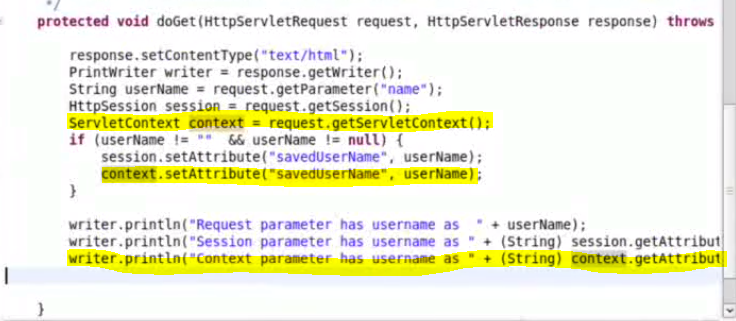 */
protected void doGet(HttpServletRequest request, HttpServletResponse response) throws
response.setContentType("text/html");
PrintWriter writer = response.getWriter();
String userName = request.getParameter("name");
HttpSession session = request.getSession();
ServletContext context = request.getServletContext();
if (userName != "" && userName != null) {
session.setAttribute("savedUserName", userName);
context.setAttribute("savedUserName", userName);
}
writer.println("Request parameter has username as " + userName);
writer.println("Session parameter has username as " + (String) session.getAttribut
writer.println("Context parameter has username as " + (String) context.getAttribut
}